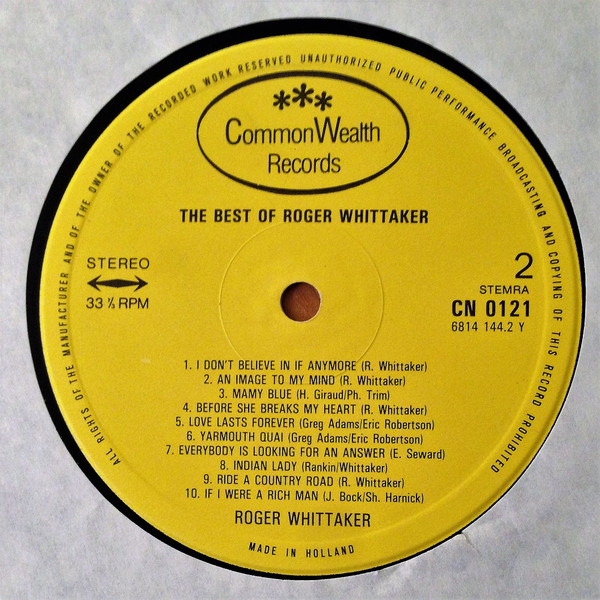 ALL RIGHTS OF THE MANUFACTURER AND OF THE OWNER OF THE RECORDED WORK RESERVED UNAUTHORIZED PUBLIC PERFORMANCE BROADCASTING AND COPYING OF THIS RECORD PROHIBITED
***
CommonWealth
Records
THE BEST OF ROGER WHITTAKER
STEREO
33 ⅓ RPM
2
STEMRA
CN 0121
6814 144.2 Y
1. I DON'T BELIEVE IN IF ANYMORE (R. Whittaker)
2. AN IMAGE TO MY MIND (R. Whittaker)
3. MAMY BLUE (H. Giraud/Ph. Trim)
4. BEFORE SHE BREAKS MY HEART (R. Whittaker)
5. LOVE LASTS FOREVER (Greg Adams/Eric Robertson)
6. YARMOUTH QUAI (Greg Adams/Eric Robertson)
7. EVERYBODY IS LOOKING FOR AN ANSWER (E. Seward)
8. INDIAN LADY (Rankin/Whittaker)
9. RIDE A COUNTRY ROAD (R. Whittaker)
10. IF I WERE A RICH MAN (J. Bock/Sh. Harnick)
ROGER WHITTAKER
MADE IN HOLLAND